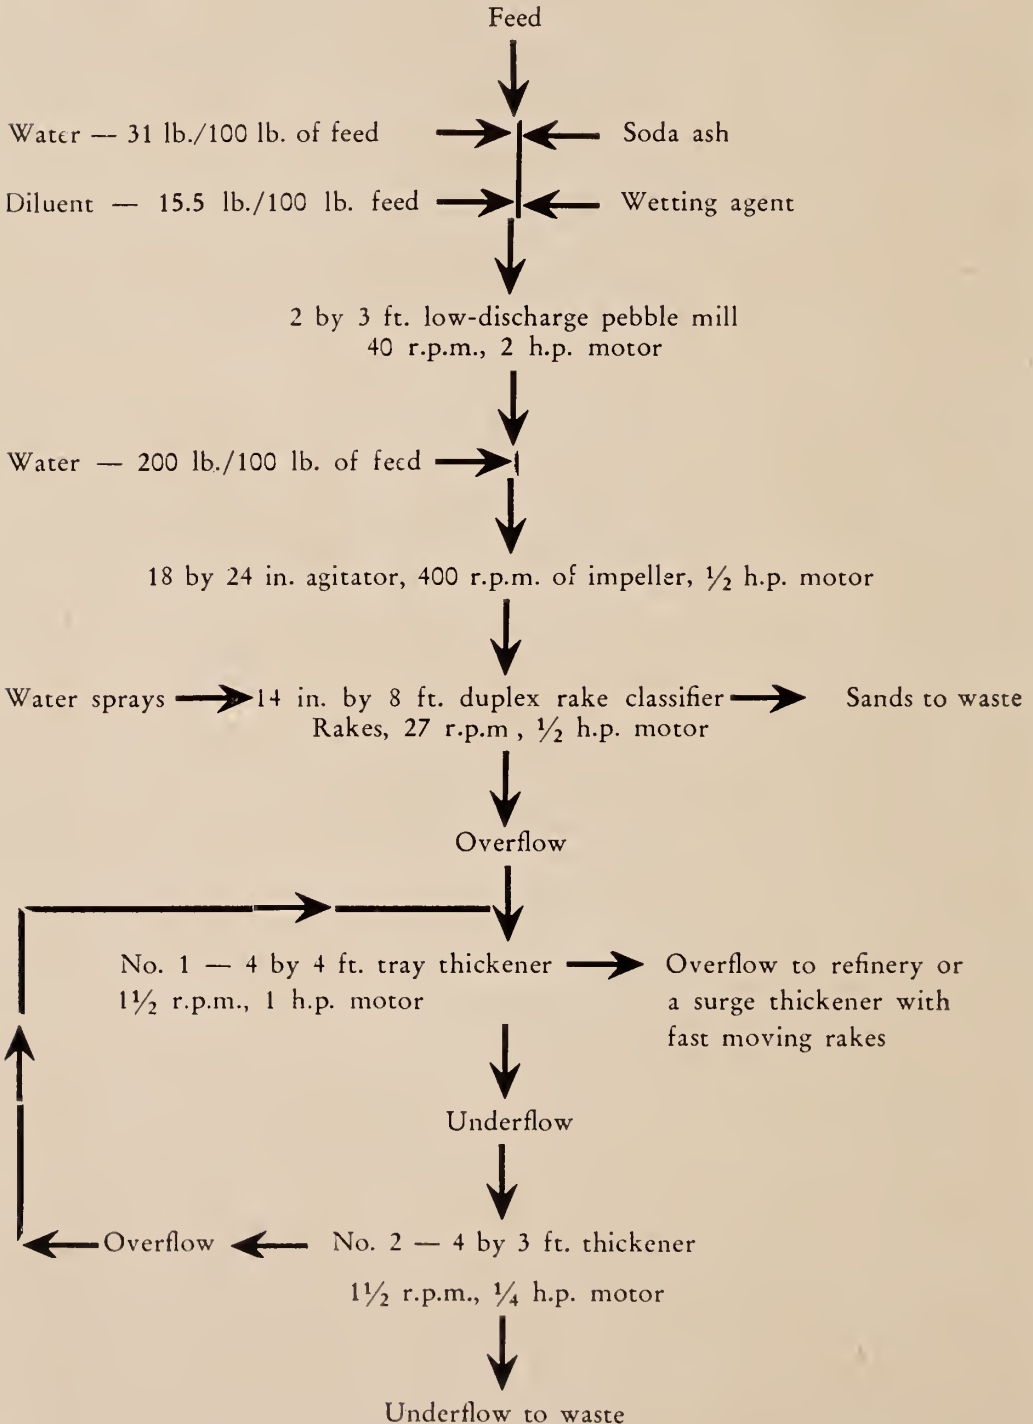 Feed
Water — 31 lb./100 lb. of feed
Soda ash
Diluent — 15.5 lb./100 lb. feed
Wetting agent
2 by 3 ft. low-discharge pebble mill
40 r.p.m., 2 h.p. motor
Water — 200 lb./100 lb. of feed
18 by 24 in. agitator, 400 r.p.m. of impeller, ½ h.p. motor
Water sprays
14 in. by 8 ft. duplex rake classifier
Sands to waste
Rakes, 27 r.p.m , ½ h.p. motor
Overflow
No. 1 — 4 by 4 ft. tray thickener
1½ r.p.m., 1 h.p. motor
Overflow to refinery or
a surge thickener with
fast moving rakes
Underflow
Overflow
No. 2 — 4 by 3 ft. thickener
1½ r.p.m., ¼ h.p. motor
Underflow to waste